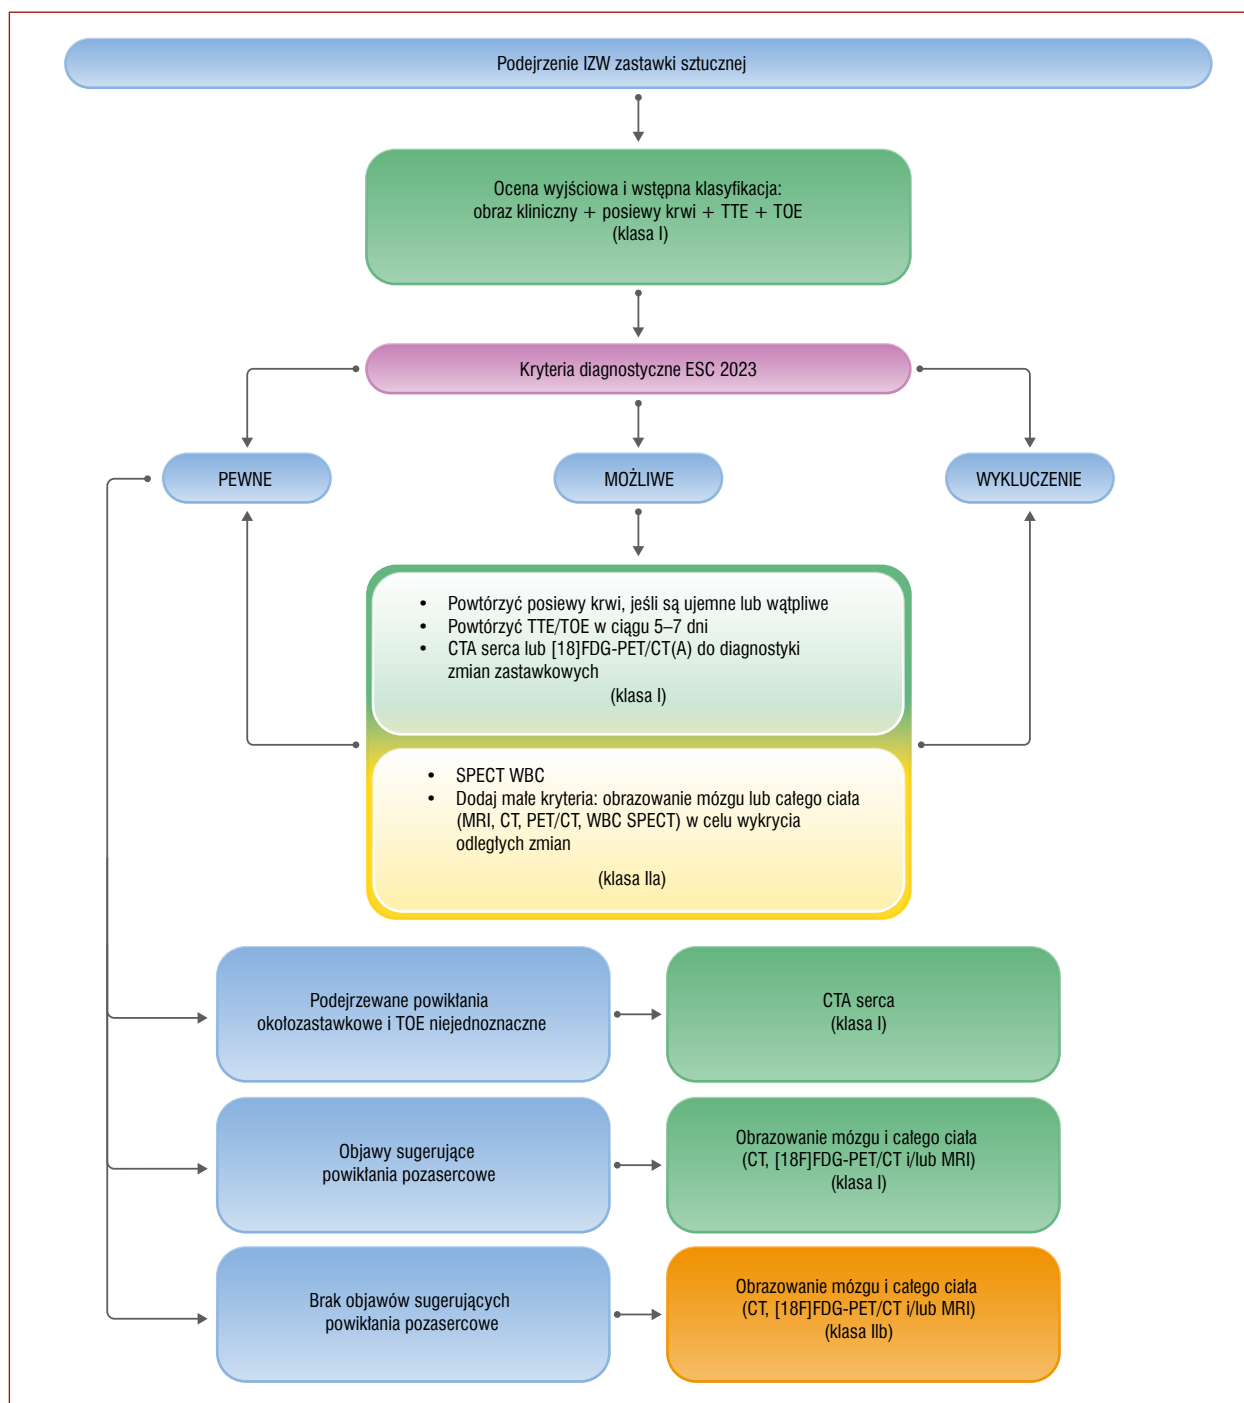 Podejrzenie IZW zastawki sztucznej
Ocena wyjściowa i wstępna klasyfikacja:
obraz kliniczny + posiewy krwi + TTE + TOE
(klasa I)
Kryteria diagnostyczne ESC 2023
PEWNE
MOŻLIWE
WYKLUCZENIE
• Powtórzyć posiewy krwi, jeśli są ujemne lub wątpliwe
• Powtórzyć TTE/TOE w ciągu 5–7 dni
• CTA serca lub [18]FDG-PET/CT(A) do diagnostyki
zmian zastawkowych
(klasa I)
• SPECT WBC
• Dodaj małe kryteria: obrazowanie mózgu lub całego ciała
(MRI, CT, PET/CT, WBC SPECT) w celu wykrycia
odległych zmian
(klasa IIa)
Podejrzewane powikłania
okołozastawkowe i TOE niejednoznaczne
CTA serca
(klasa I)
Objawy sugerujące
powikłania pozasercowe
Obrazowanie mózgu i całego ciała
(CT, [18F]FDG-PET/CT i/lub MRI)
(klasa I)
Brak objawów sugerujących
powikłania pozasercowe
Obrazowanie mózgu i całego ciała
(CT, [18F]FDG-PET/CT i/lub MRI)
(klasa IIb)